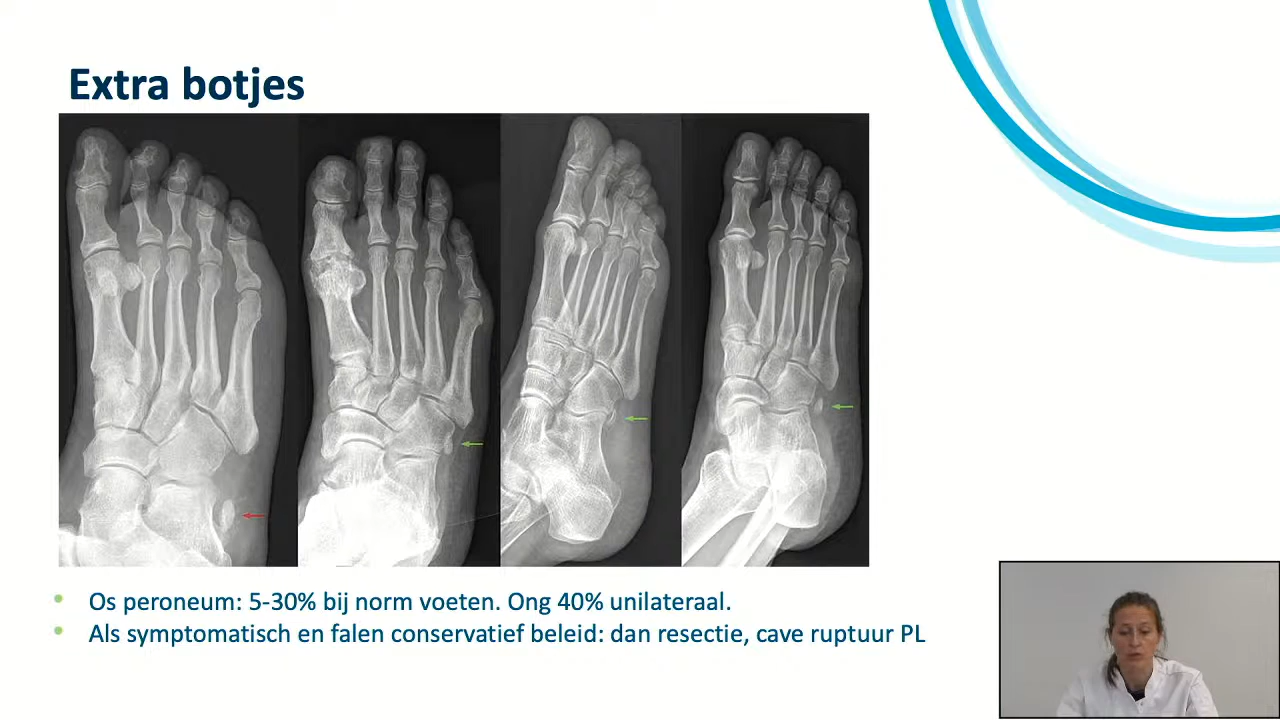 Extra botjes
Os peroneum: 5-30% bij norm voeten. Ong 40% unilateraal.
Als symptomatisch en falen conservatief beleid: dan resectie, cave ruptuur PL